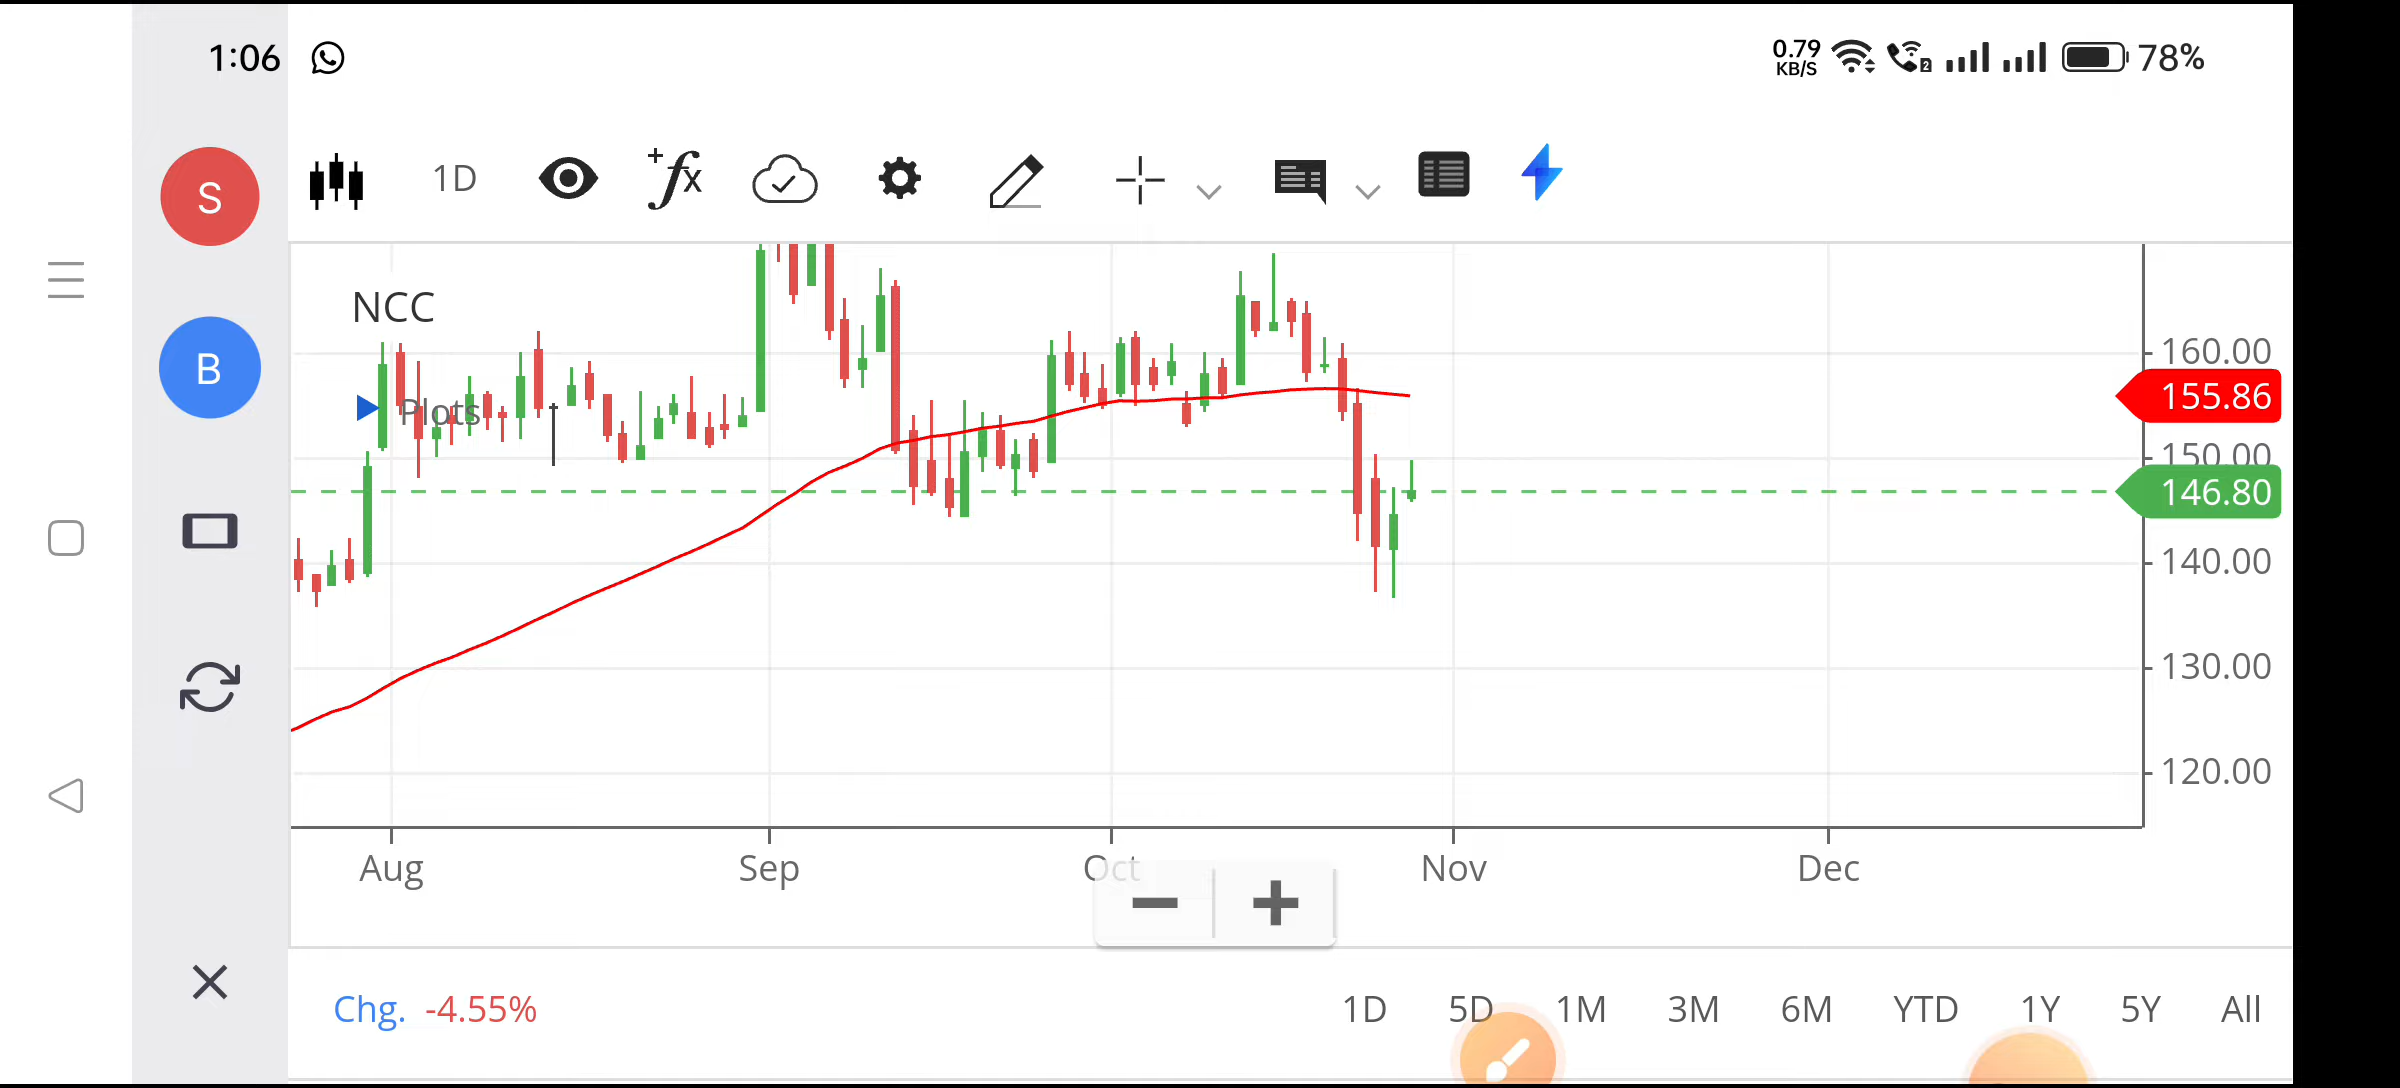 1:06
0.79
KB/S
2
78%
S
1D
+fx
NCC
B
Plots
160.00
155.86
150.00
146.80
140.00
130.00
120.00
Aug Sep Oct Nov Dec
Chg. -4.55%
1D 5D 1M 3M 6M YTD 1Y 5Y All